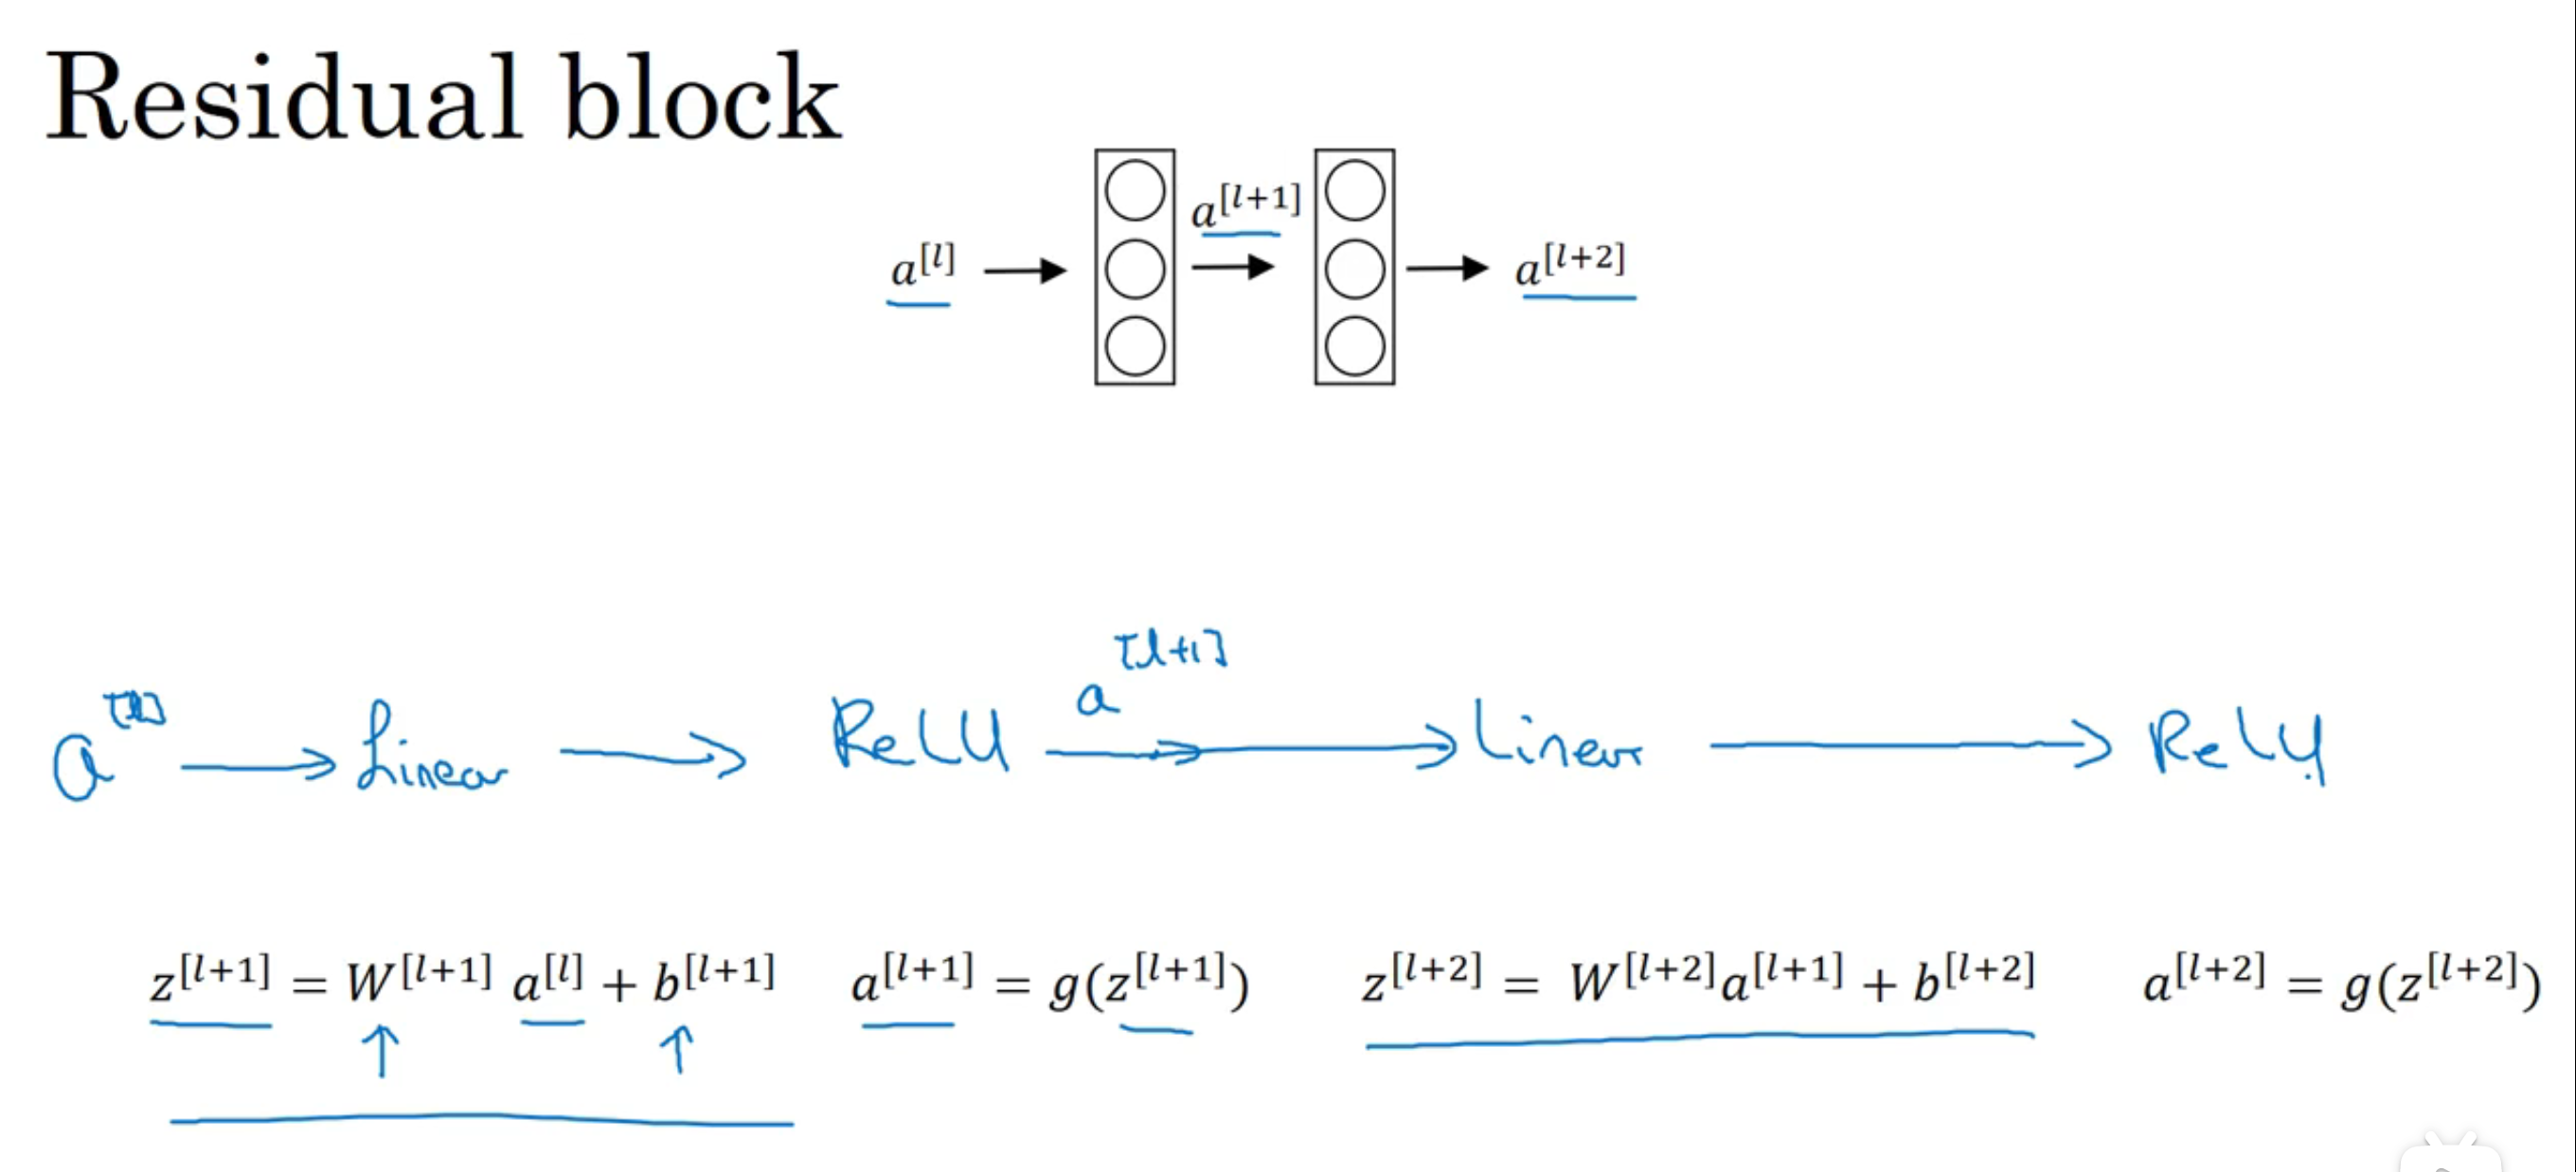 Residual block
a^[l] → a^[l+1] → a^[l+2]
a^[l] → Linear → ReLU a^[l+1] → Linear → ReLU
z^[l+1] = W^[l+1] a^[l] + b^[l+1]   a^[l+1] = g(z^[l+1])   z^[l+2] = W^[l+2]a^[l+1] + b^[l+2]   a^[l+2] = g(z^[l+2])